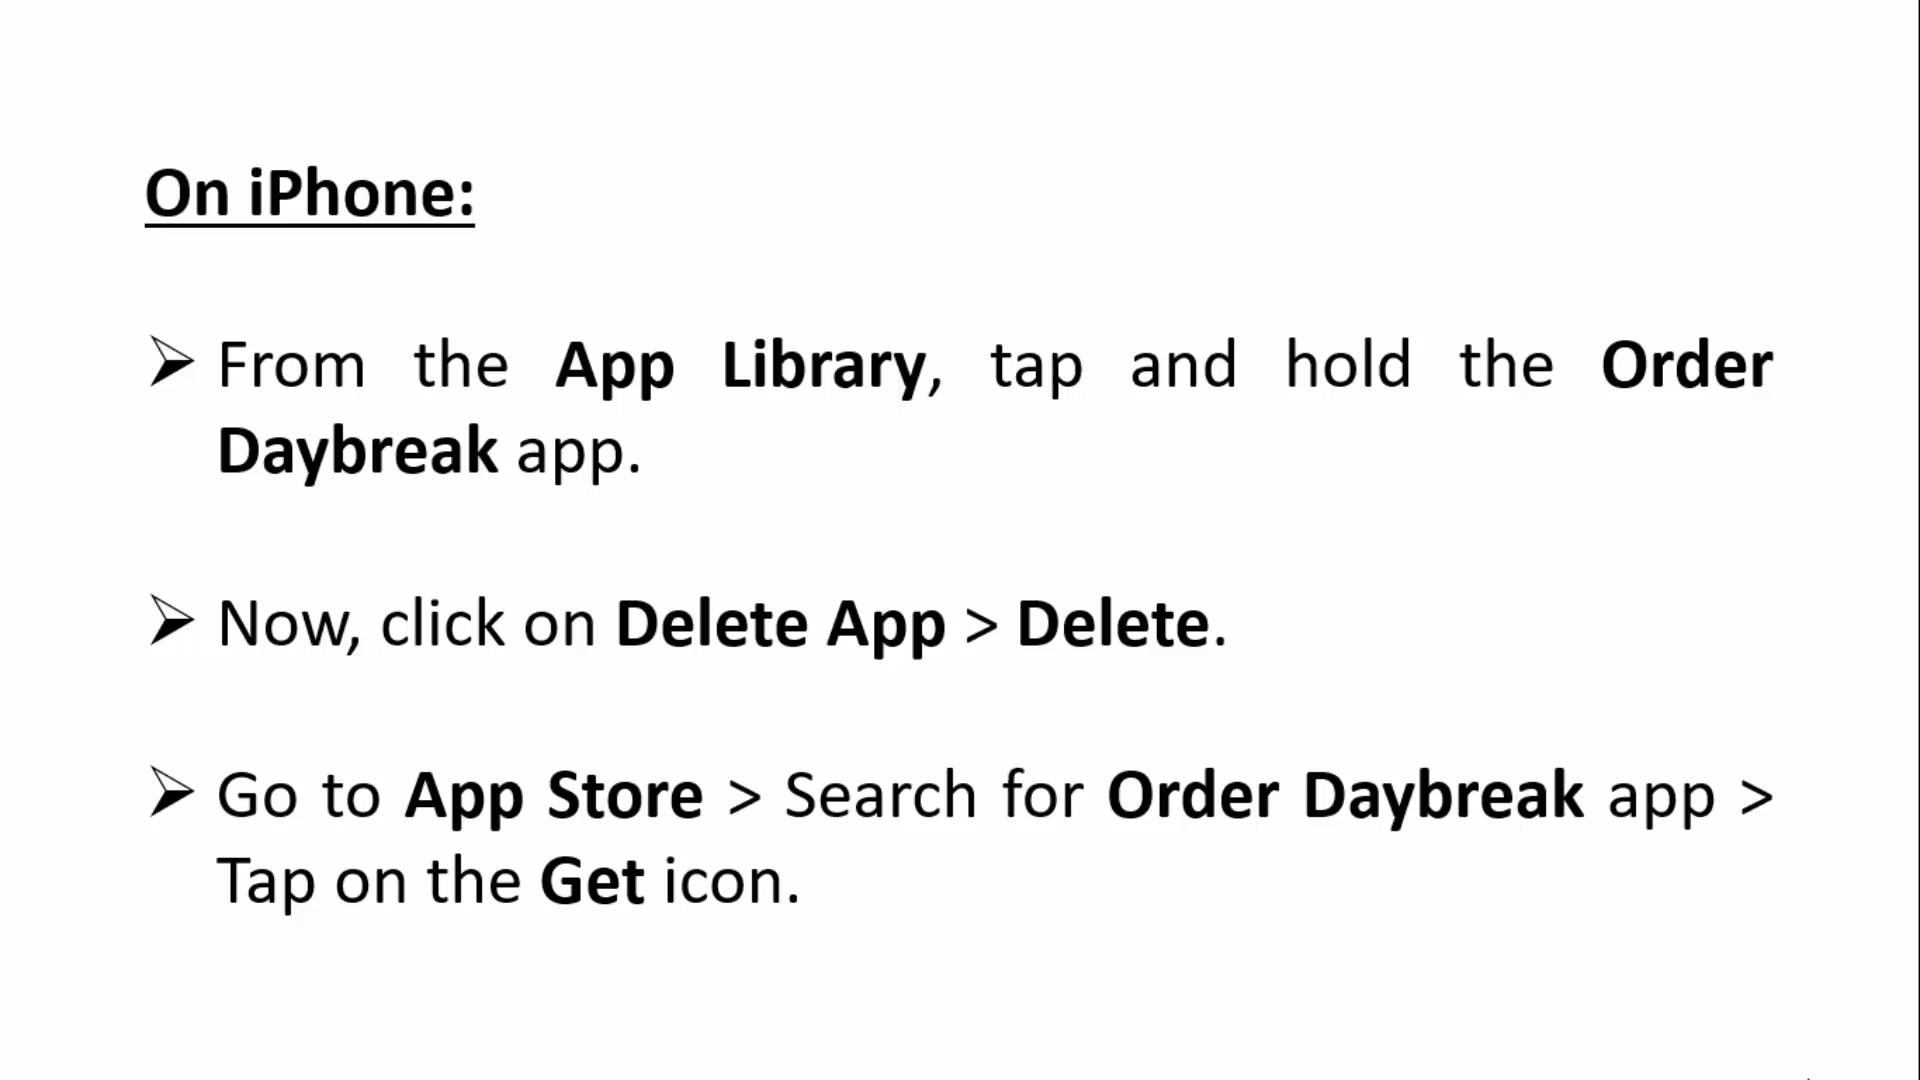 On iPhone:
From the App Library, tap and hold the Order
Daybreak app.
Now, click on Delete App > Delete.
Go to App Store > Search for Order Daybreak app >
Tap on the Get icon.